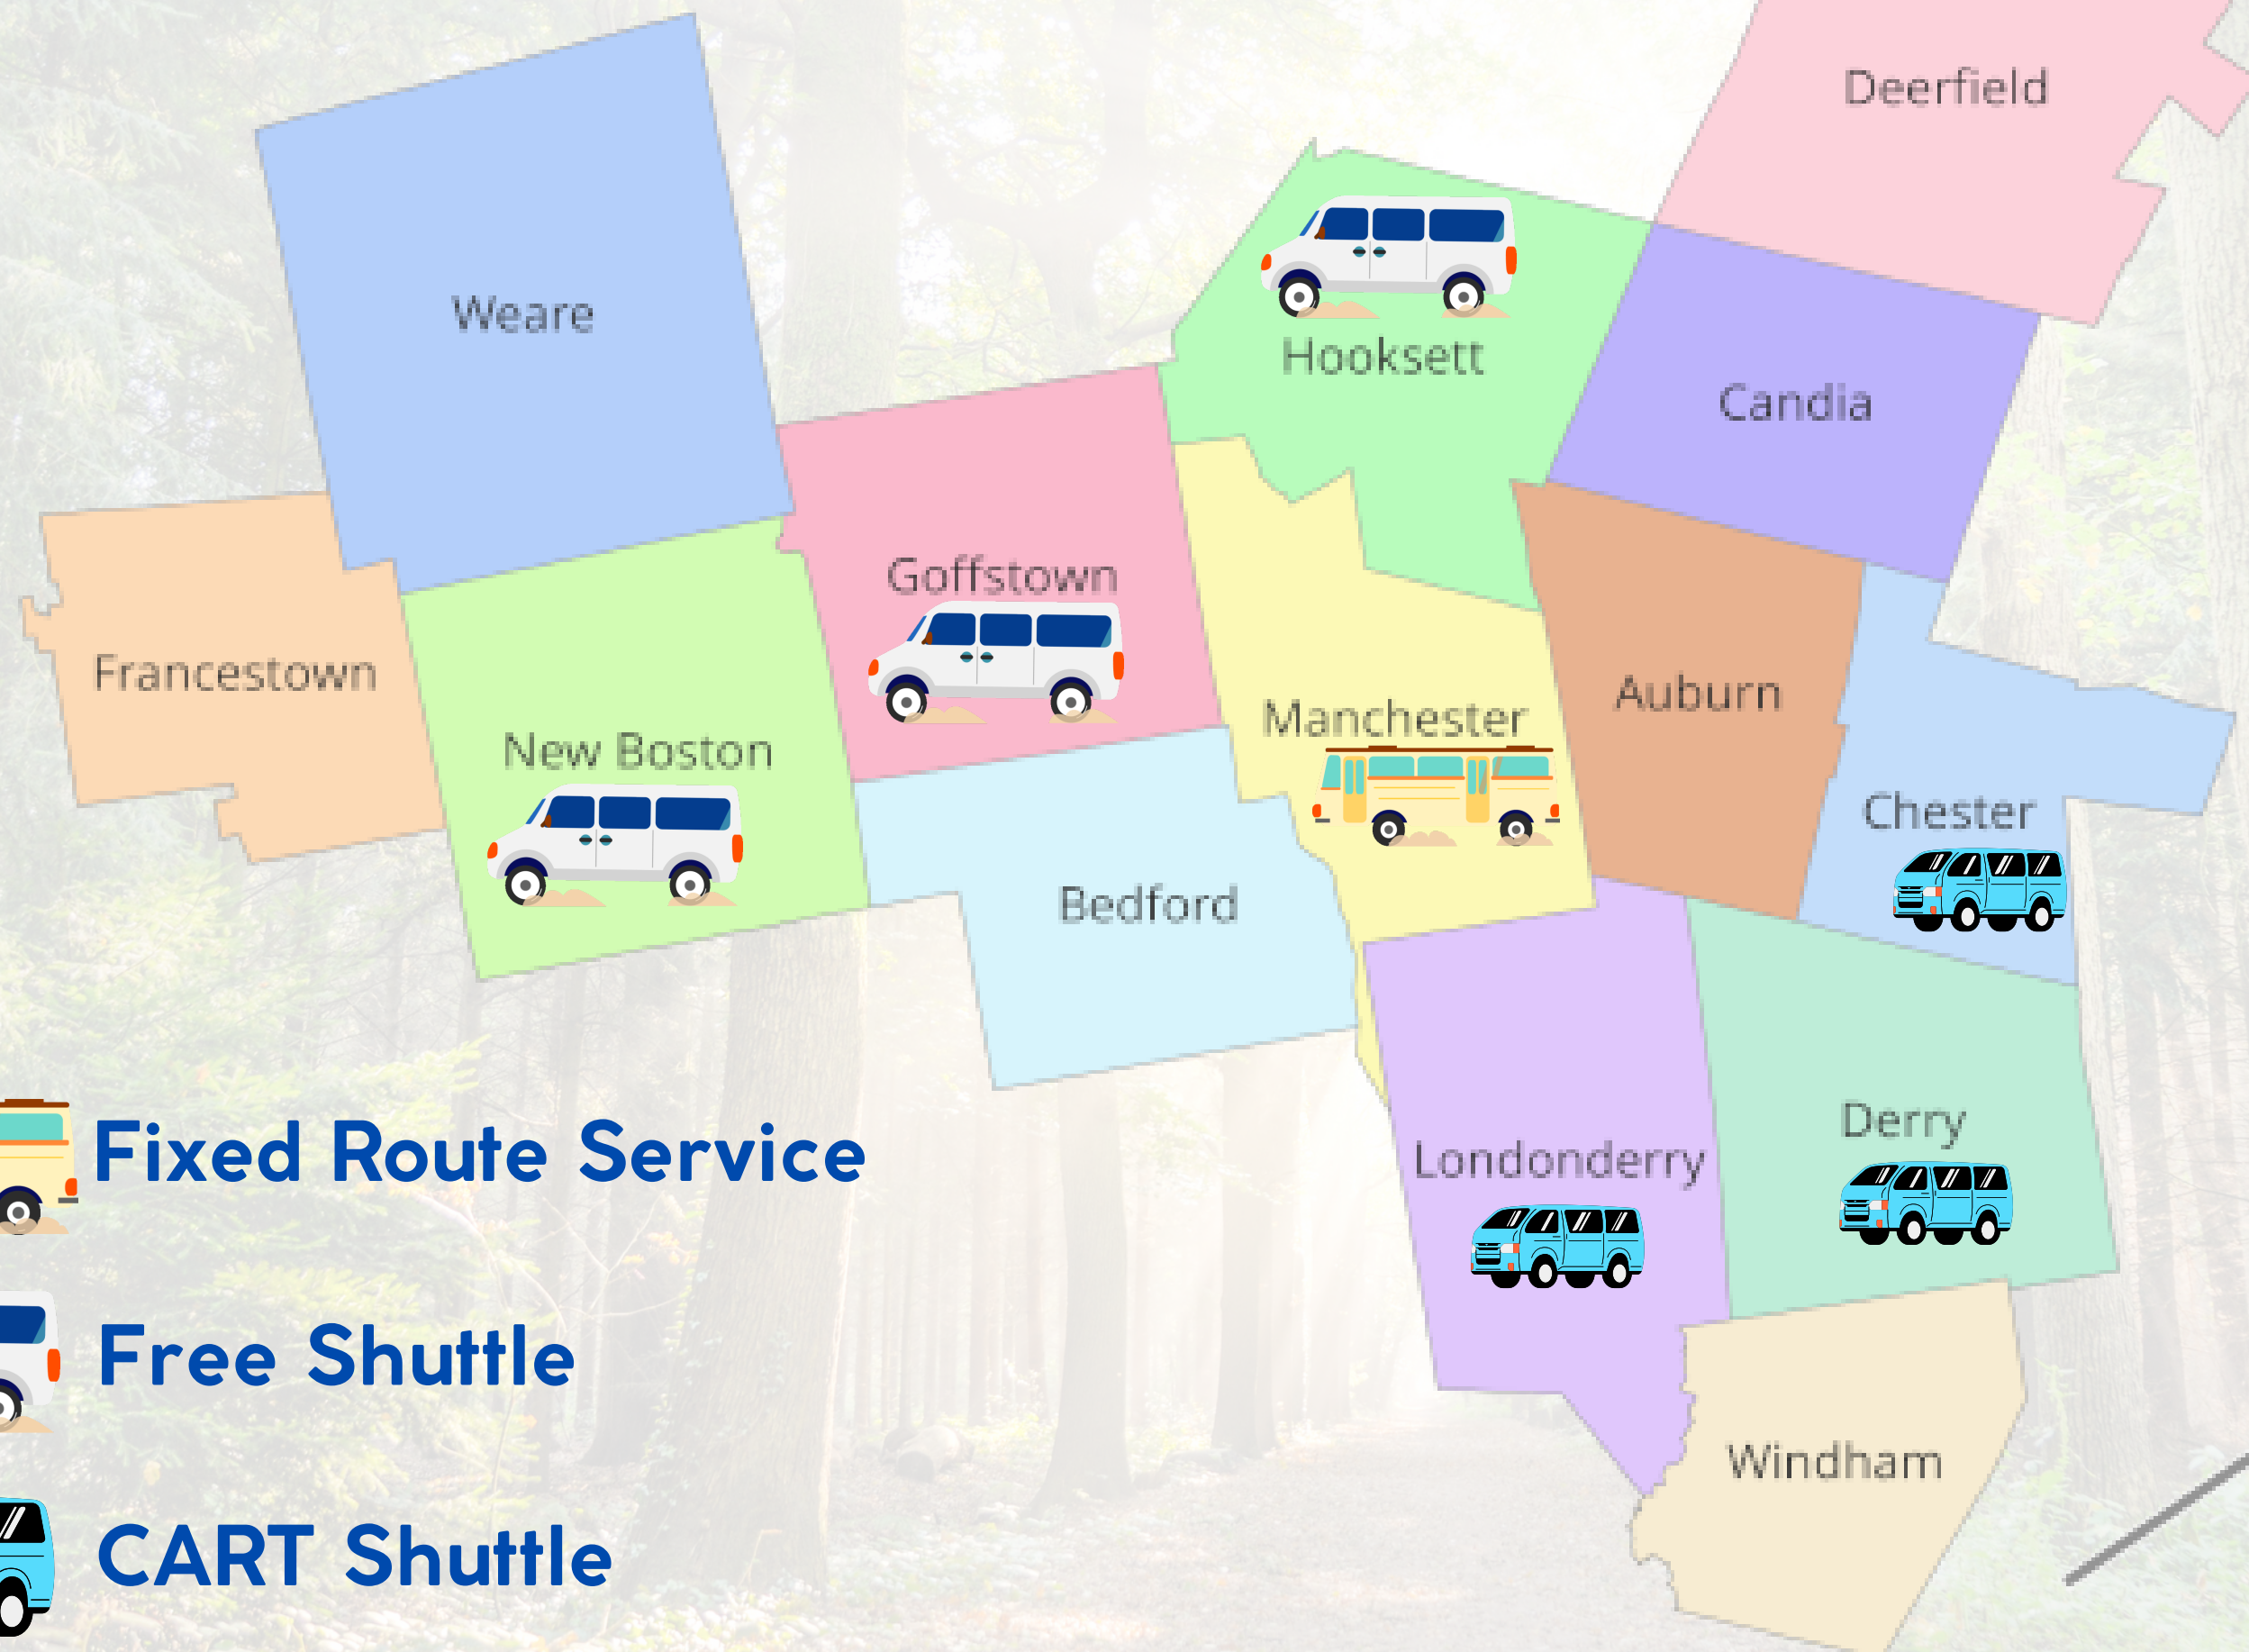 Deerfield
Weare
Hooksett
Candia
Goffstown
Francestown
Auburn
Manchester
New Boston
Chester
Bedford
Derry
Fixed Route Service
Londonderry
Free Shuttle
Windham
CART Shuttle